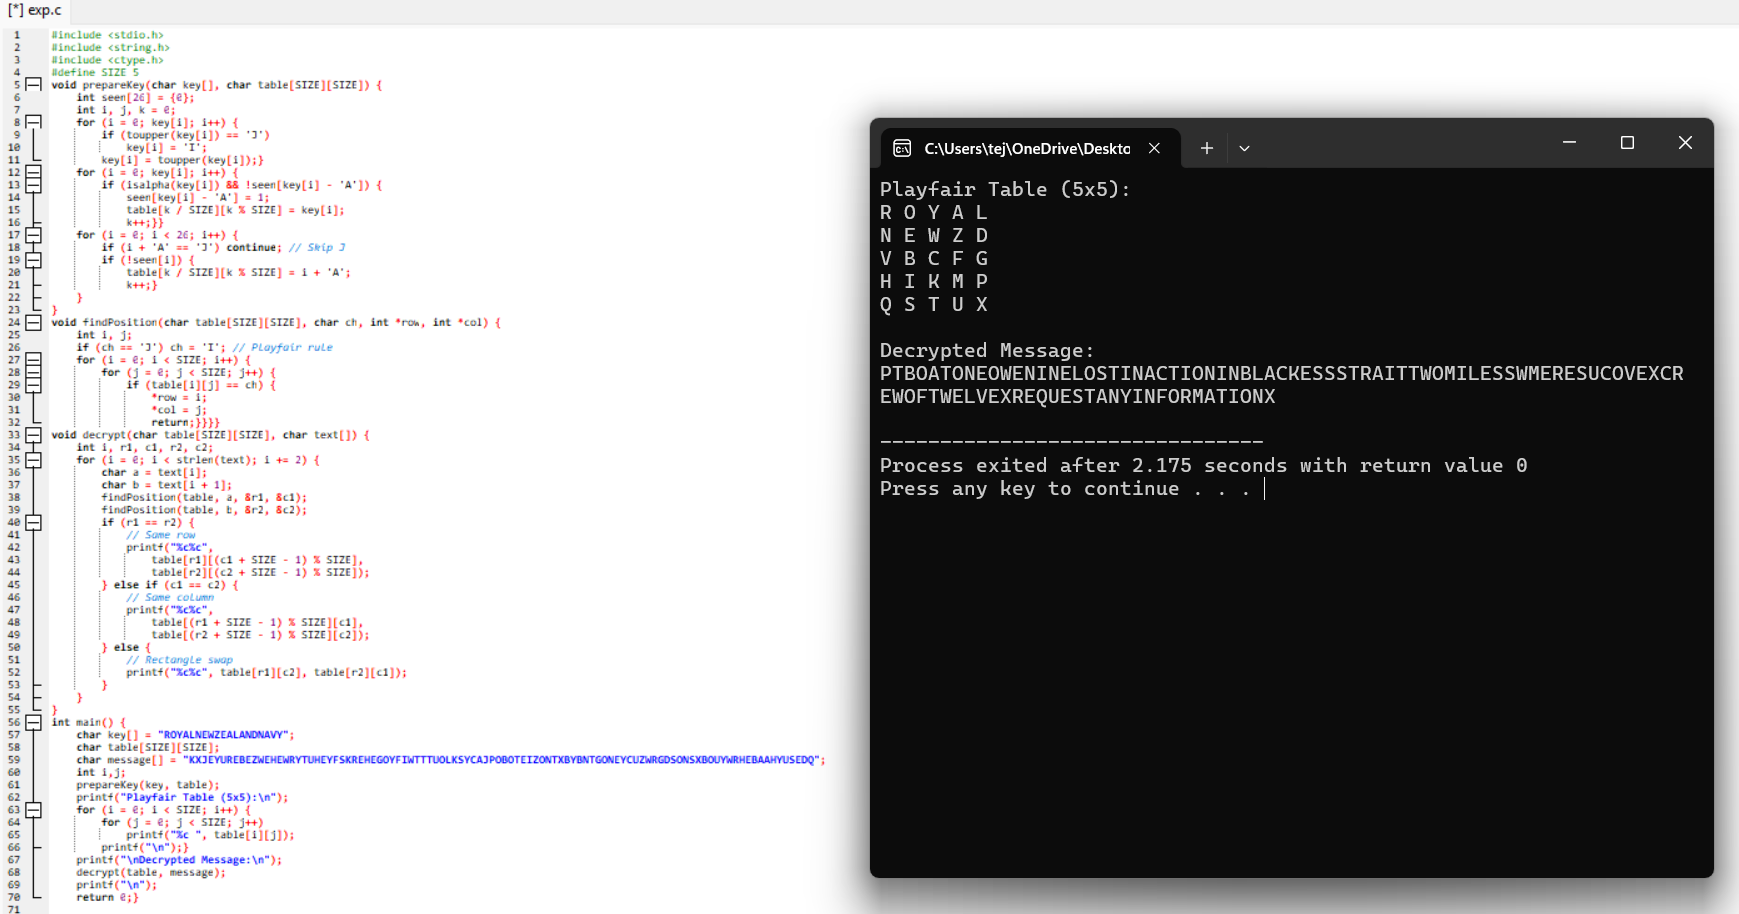 [*] exp.c
1 #include <stdio.h>
2 #include <string.h>
3 #include <ctype.h>
4 #define SIZE 5
5 void prepareKey(char key[], char table[SIZE][SIZE]) {
6 int seen[26] = {0};
7 int i, j, k = 0;
8 for (i = 0; key[i]; i++) {
9 if (toupper(key[i]) == 'J')
10 key[i] = 'I';
11 key[i] = toupper(key[i]);}
12 for (i = 0; key[i]; i++) {
13 if (isalpha(key[i]) && !seen[key[i] - 'A']) {
14 seen[key[i] - 'A'] = 1;
15 table[k / SIZE][k % SIZE] = key[i];
16 k++;}}
17 for (i = 0; i < 26; i++) {
18 if (i + 'A' == 'J') continue; // Skip J
19 if (!seen[i]) {
20 table[k / SIZE][k % SIZE] = i + 'A';
21 k++;}
22 }
23 }
24 void findPosition(char table[SIZE][SIZE], char ch, int *row, int *col) {
25 int i, j;
26 if (ch == 'J') ch = 'I'; // Playfair rule
27 for (i = 0; i < SIZE; i++) {
28 for (j = 0; j < SIZE; j++) {
29 if (table[i][j] == ch) {
30 *row = i;
31 *col = j;
32 return;}}}}
33 void decrypt(char table[SIZE][SIZE], char text[]) {
34 int i, r1, c1, r2, c2;
35 for (i = 0; i < strlen(text); i += 2) {
36 char a = text[i];
37 char b = text[i + 1];
38 findPosition(table, a, &r1, &c1);
39 findPosition(table, b, &r2, &c2);
40 if (r1 == r2) {
41 // Same row
42 printf("%c%c",
43 table[r1][(c1 + SIZE - 1) % SIZE],
44 table[r2][(c2 + SIZE - 1) % SIZE]);
45 } else if (c1 == c2) {
46 // Same column
47 printf("%c%c",
48 table[(r1 + SIZE - 1) % SIZE][c1],
49 table[(r2 + SIZE - 1) % SIZE][c2]);
50 } else {
51 // Rectangle swap
52 printf("%c%c", table[r1][c2], table[r2][c1]);
53 }
54 }
55 }
56 int main() {
57 char key[] = "ROYALNEWZEALANDNAVY";
58 char table[SIZE][SIZE];
59 char message[] = "KXJEYUREBEZWEHEWRYTUHEYFSKREHEGOYFIWTTTUOLKSYCAJPOBOTEIZONTXBYBNTGONEYCUZWRGDSONSXBOUYWRHEBAAHYUSEDQ";
60 int i,j;
61 prepareKey(key, table);
62 printf("Playfair Table (5x5):\n");
63 for (i = 0; i < SIZE; i++) {
64 for (j = 0; j < SIZE; j++)
65 printf("%c ", table[i][j]);
66 printf("\n");}
67 printf("\nDecrypted Message:\n");
68 decrypt(table, message);
69 printf("\n");
70 return 0;}
71
C:\Users\tej\OneDrive\Deskto
Playfair Table (5x5):
R O Y A L
N E W Z D
V B C F G
H I K M P
Q S T U X
Decrypted Message:
PTBOATONEOWENINELOSTINACTIONINBLACKESSSTRAITTWOMILESSWMERESUCOVEXCR
EWOFTWELVEXREQUESTANYINFORMATIONX
--------------------------------
Process exited after 2.175 seconds with return value 0
Press any key to continue . . .